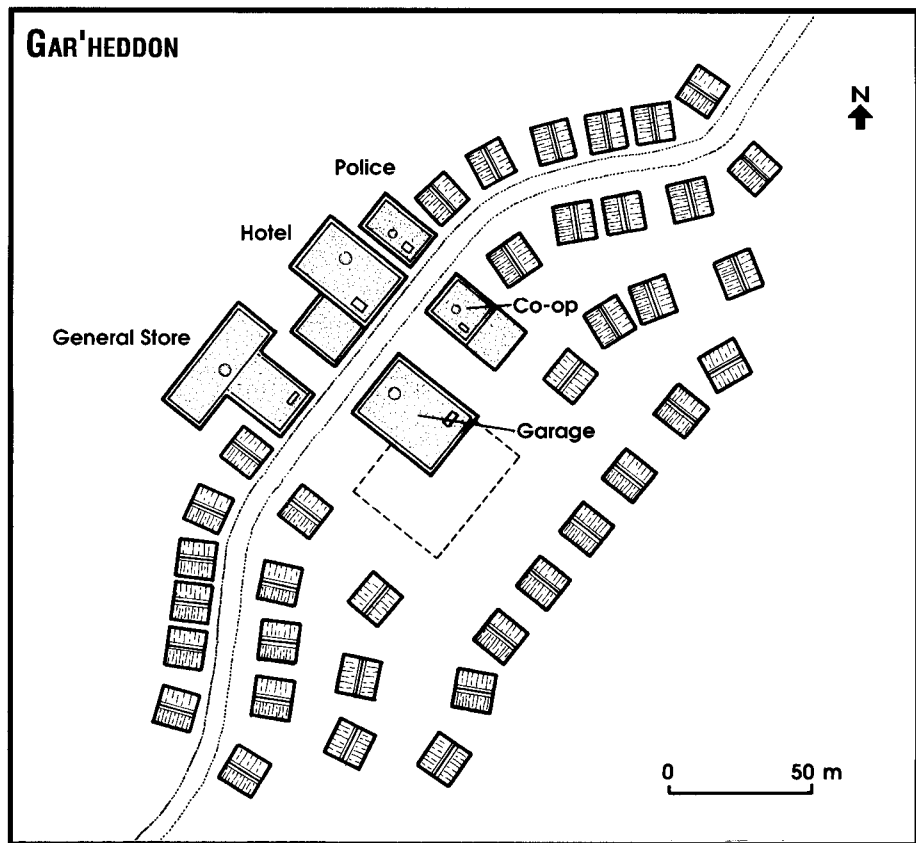 GAR'HEDDON
N
Police
Hotel
General Store
Co-op
Garage
0 50 m